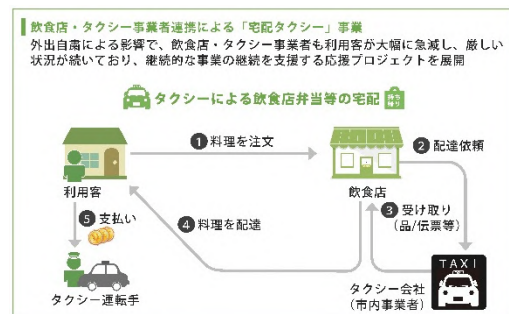 飲食店・タクシー事業者連携による「宅配タクシー」事業
外出自粛による影響で、飲食店・タクシー事業者も利用客が大幅に急減し、厳しい
状況が続いており、継続的な事業の継続を支援する応援プロジェクトを展開
タクシーによる飲食店弁当等の宅配
持ち帰り
1 料理を注文
2 配達依頼
利用客
飲食店
3 受け取り
(品/伝票等)
5 支払い
4 料理を配達
TAXI
タクシー運転手
タクシー会社
(市内事業者)